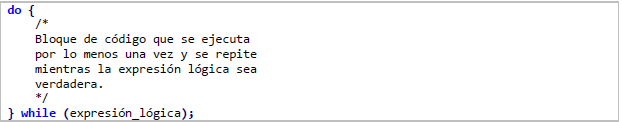 do {
/*
Bloque de código que se ejecuta
por lo menos una vez y se repite
mientras la expresión lógica sea
verdadera.
*/
} while (expresión_lógica);